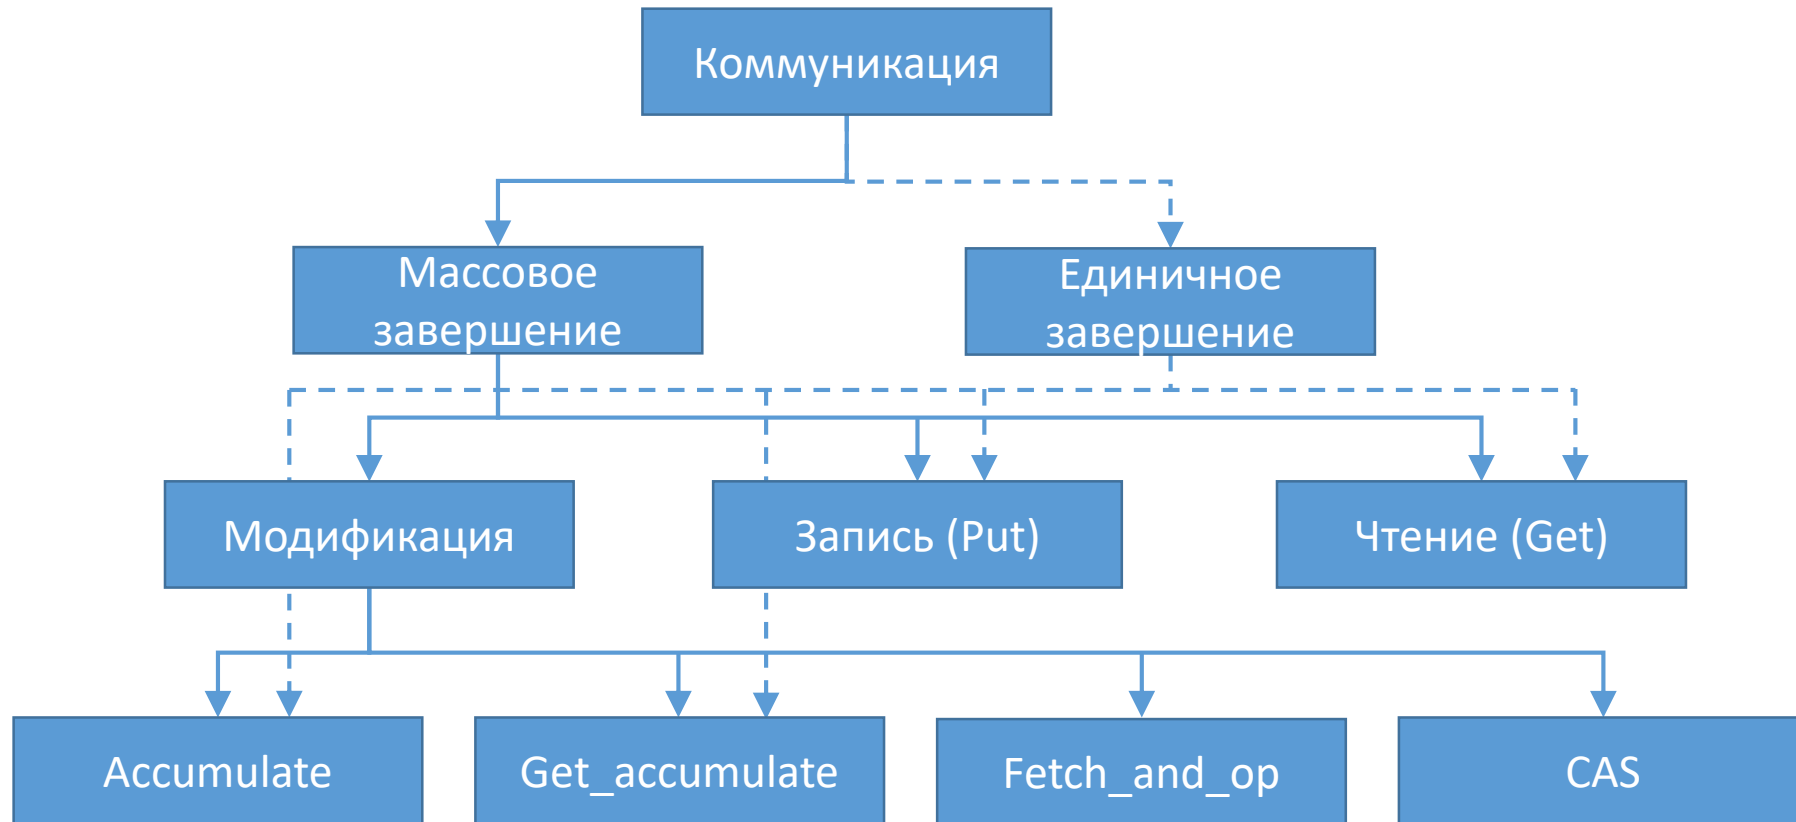 Коммуникация
Массовое
завершение
Единичное
завершение
Модификация
Запись (Put)
Чтение (Get)
Accumulate
Get_accumulate
Fetch_and_op
CAS